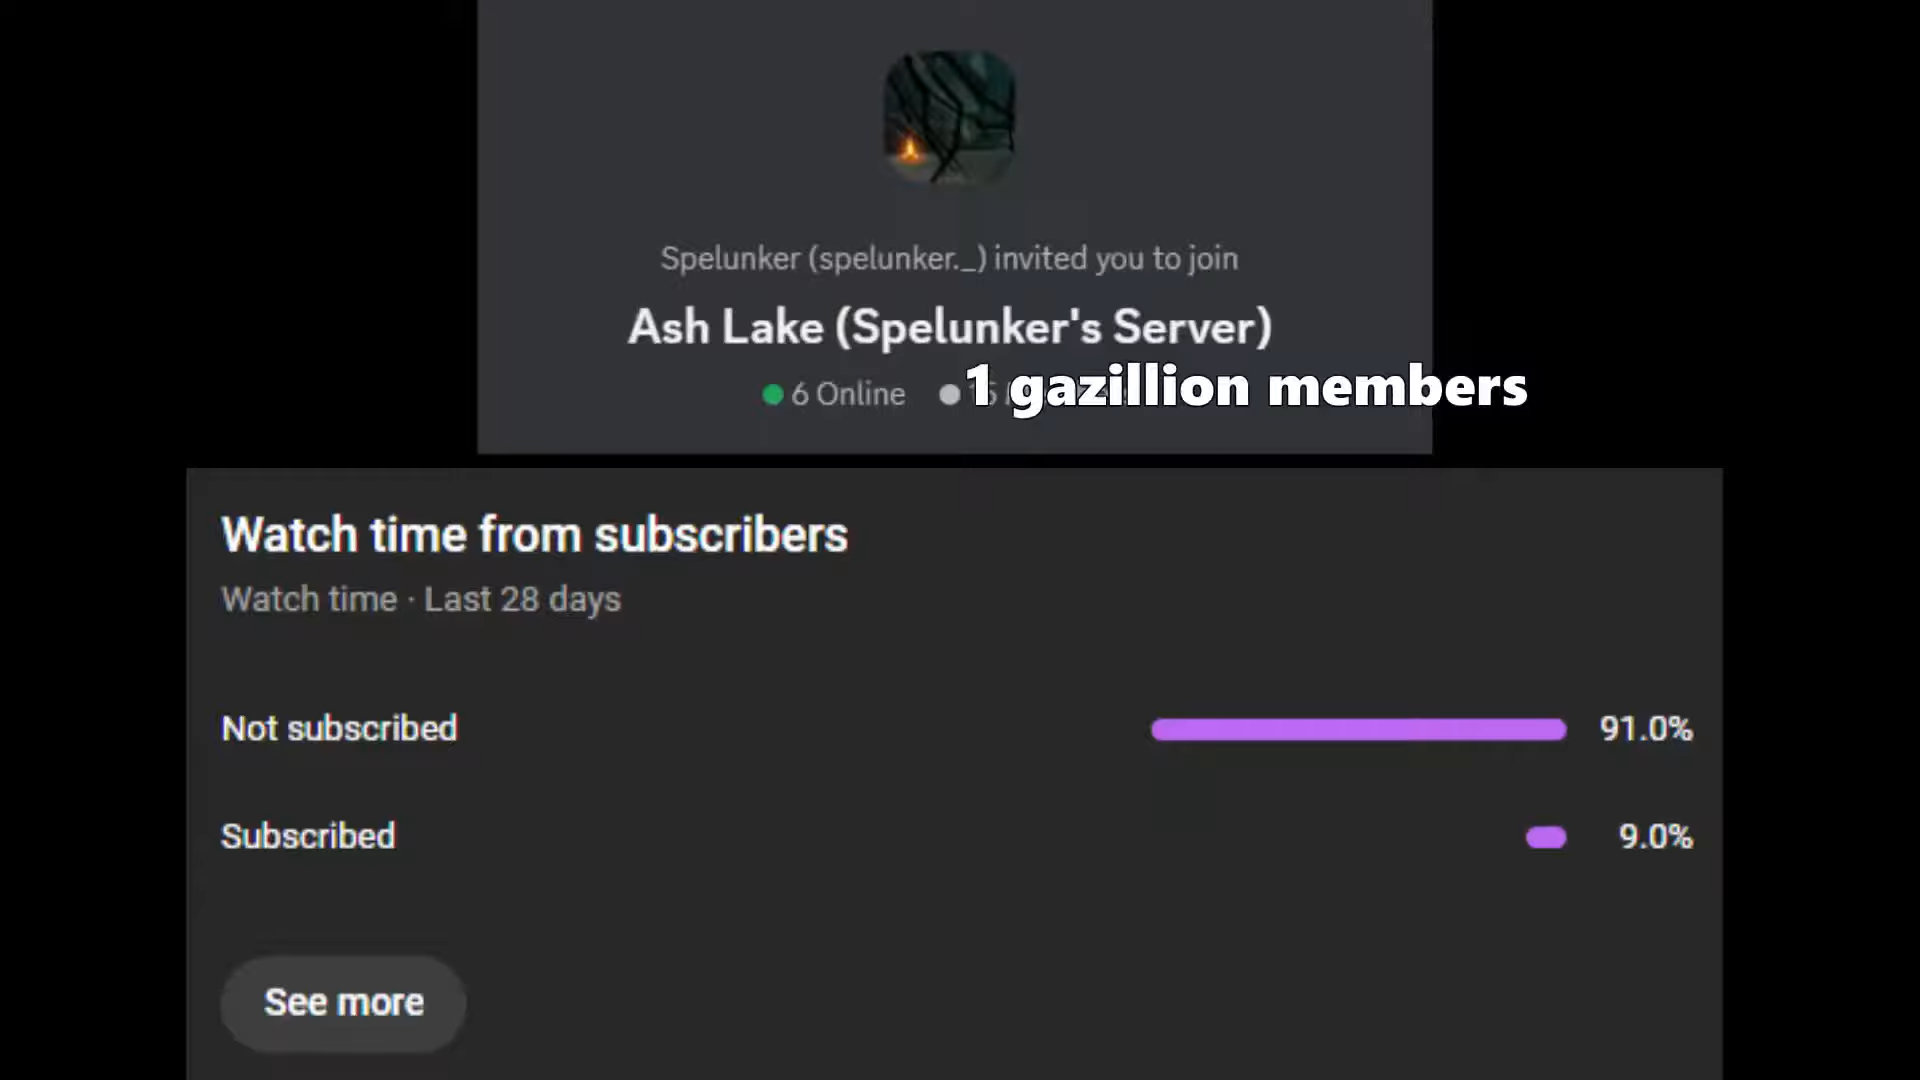 Spelunker (spelunker._) invited you to join
Ash Lake (Spelunker's Server)
6 Online
1 gazillion members
Watch time from subscribers
Watch time · Last 28 days
Not subscribed 91.0%
Subscribed 9.0%
See more